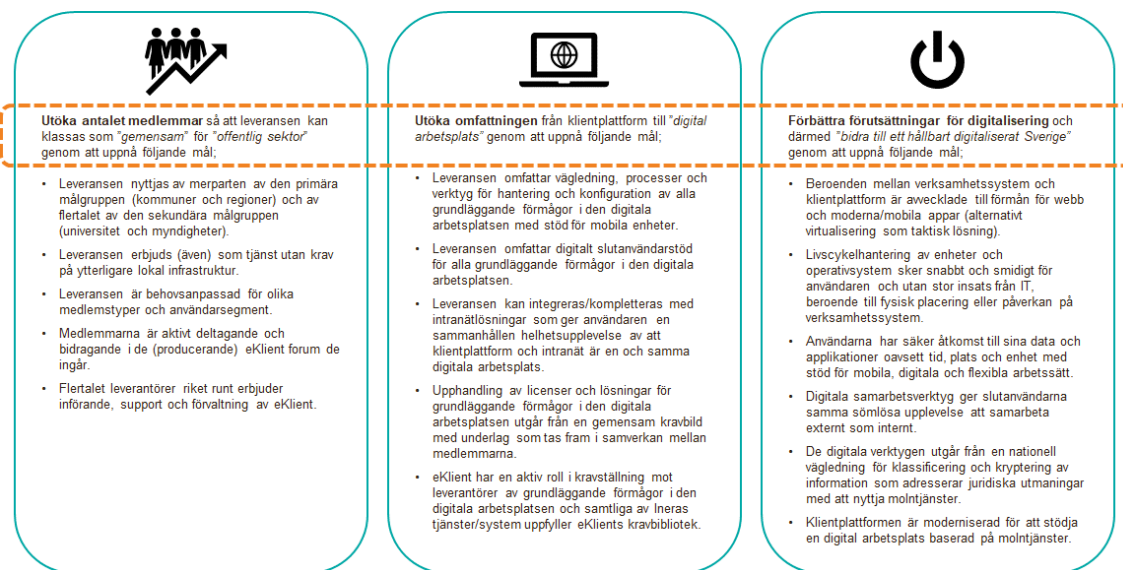 Utöka antalet medlemmar så att leveransen kan
klassas som "gemensam" för "offentlig sektor"
genom att uppnå följande mål;
• Leveransen nyttjas av merparten av den primära
målgruppen (kommuner och regioner) och av
flertalet av den sekundära målgruppen
(universitet och myndigheter).
• Leveransen erbjuds (även) som tjänst utan krav
på ytterligare lokal infrastruktur.
• Leveransen är behovsanpassad för olika
medlemstyper och användarsegment.
• Medlemmarna är aktivt deltagande och
bidragande i de (producerande) eKlient forum de
ingår.
• Flertalet leverantörer riket runt erbjuder
införande, support och förvaltning av eKlient.
Utöka omfattningen från klientplattform till "digital
arbetsplats" genom att uppnå följande mål;
• Leveransen omfattar vägledning, processer och
verktyg för hantering och konfiguration av alla
grundläggande förmågor i den digitala
arbetsplatsen med stöd för mobila enheter.
• Leveransen omfattar digitalt slutanvändarstöd
för alla grundläggande förmågor i den digitala
arbetsplatsen.
• Leveransen kan integreras/kompletteras med
intranätlösningar som ger användaren en
sammanhållen helhetsupplevelse av att
klientplattform och intranät är en och samma
digitala arbetsplats.
• Upphandling av licenser och lösningar för
grundläggande förmågor i den digitala
arbetsplatsen utgår från en gemensam kravbild
med underlag som tas fram i samverkan mellan
medlemmarna.
• eKlient har en aktiv roll i kravställning mot
leverantörer av grundläggande förmågor i den
digitala arbetsplatsen och samtliga av Ineras
tjänster/system uppfyller eKlients kravbibliotek.
Förbättra förutsättningar för digitalisering och
därmed "bidra till ett hållbart digitaliserat Sverige"
genom att uppnå följande mål;
• Beroenden mellan verksamhetssystem och
klientplattform är avvecklade till förmån för webb
och moderna/mobila appar (alternativt
virtualisering som taktisk lösning).
• Livscykelhantering av enheter och
operativsystem sker snabbt och smidigt för
användaren och utan stor insats från IT,
beroende till fysisk placering eller påverkan på
verksamhetssystem.
• Användarna har säker åtkomst till sina data och
applikationer oavsett tid, plats och enhet med
stöd för mobila, digitala och flexibla arbetssätt.
• Digitala samarbetsverktyg ger slutanvändarna
samma sömlösa upplevelse att samarbeta
externt som internt.
• De digitala verktygen utgår från en nationell
vägledning för klassificering och kryptering av
information som adresserar juridiska utmaningar
med att nyttja molntjänster.
• Klientplattformen är moderniserad för att stödja
en digital arbetsplats baserad på molntjänster.